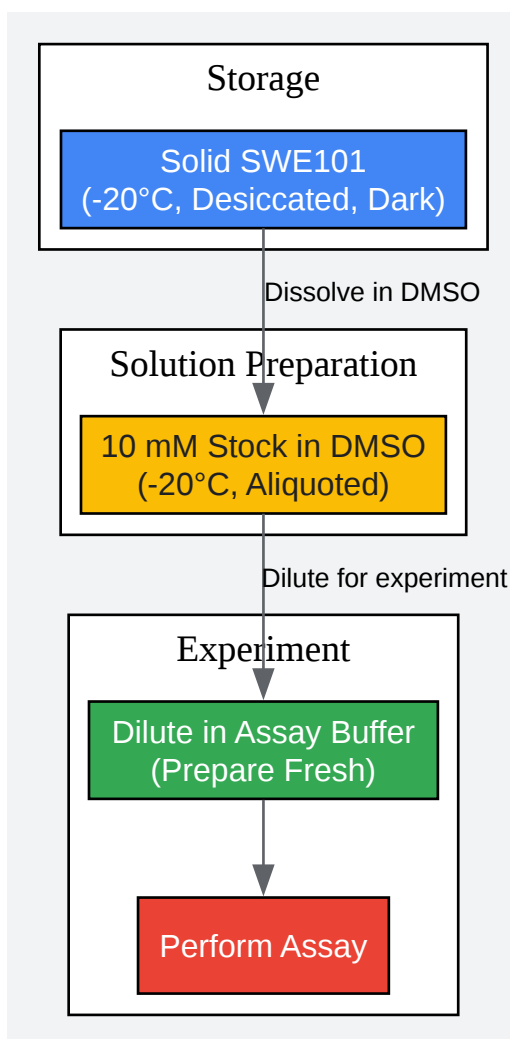 Storage
Solid SWE101
(-20°C, Desiccated, Dark)
Dissolve in DMSO
Solution Preparation
10 mM Stock in DMSO
(-20°C, Aliquoted)
Dilute for experiment
Experiment
Dilute in Assay Buffer
(Prepare Fresh)
Perform Assay